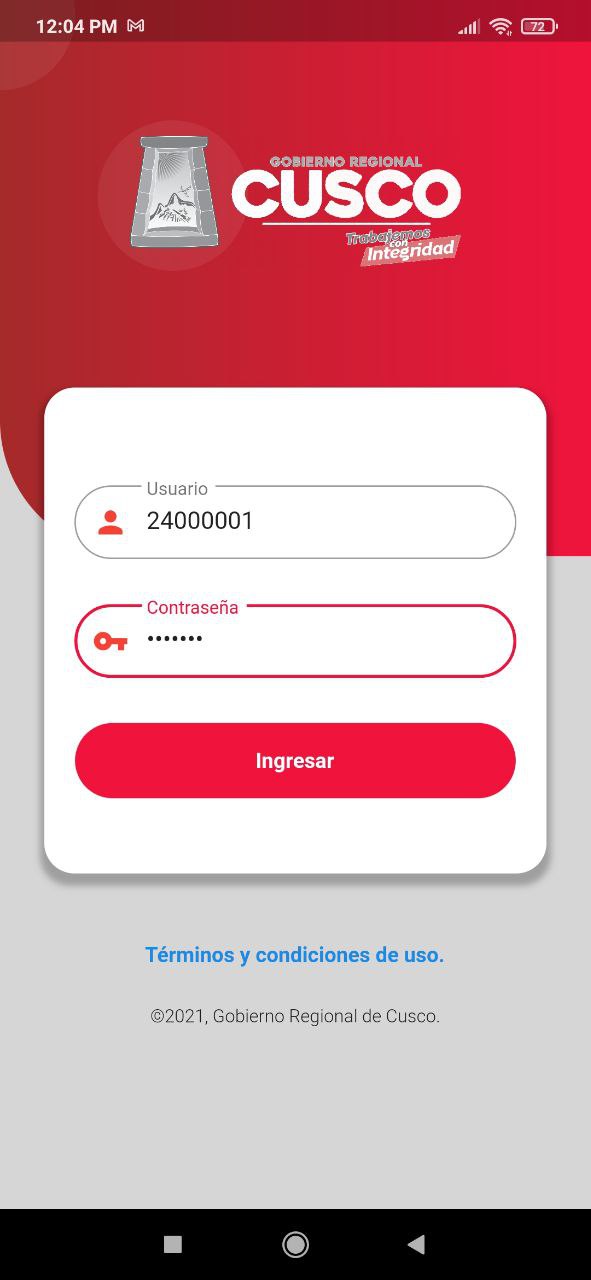 12:04 PM
72
GOBIERNO REGIONAL
CUSCO
Trabajemos
con
Integridad
Usuario
24000001
Contraseña
•••••••
Ingresar
Términos y condiciones de uso.
©2021, Gobierno Regional de Cusco.